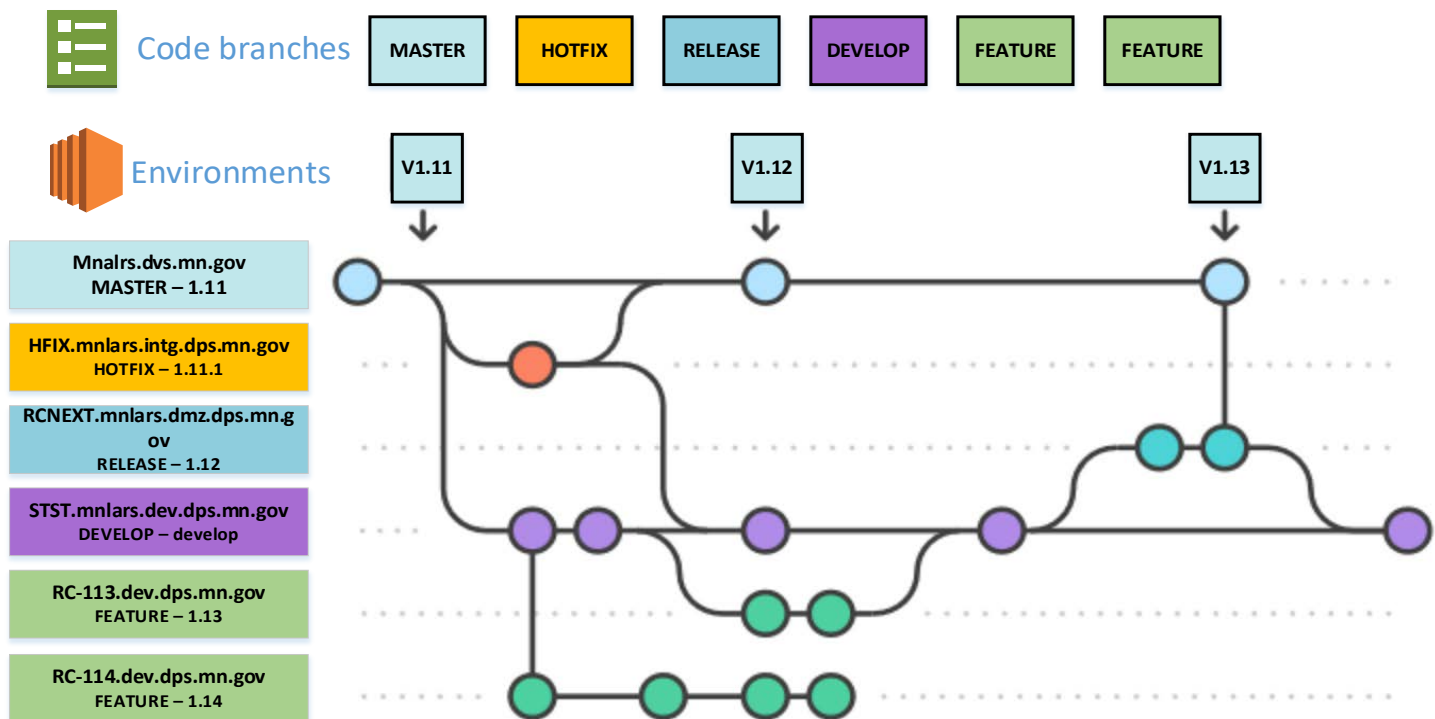 Code branches
MASTER
HOTFIX
RELEASE
DEVELOP
FEATURE
FEATURE
Environments
V1.11
V1.12
V1.13
Mnalrs.dvs.mn.gov
MASTER – 1.11
HFIX.mnlars.intg.dps.mn.gov
HOTFIX – 1.11.1
RCNEXT.mnlars.dmz.dps.mn.g
ov
RELEASE – 1.12
STST.mnlars.dev.dps.mn.gov
DEVELOP – develop
RC-113.dev.dps.mn.gov
FEATURE – 1.13
RC-114.dev.dps.mn.gov
FEATURE – 1.14